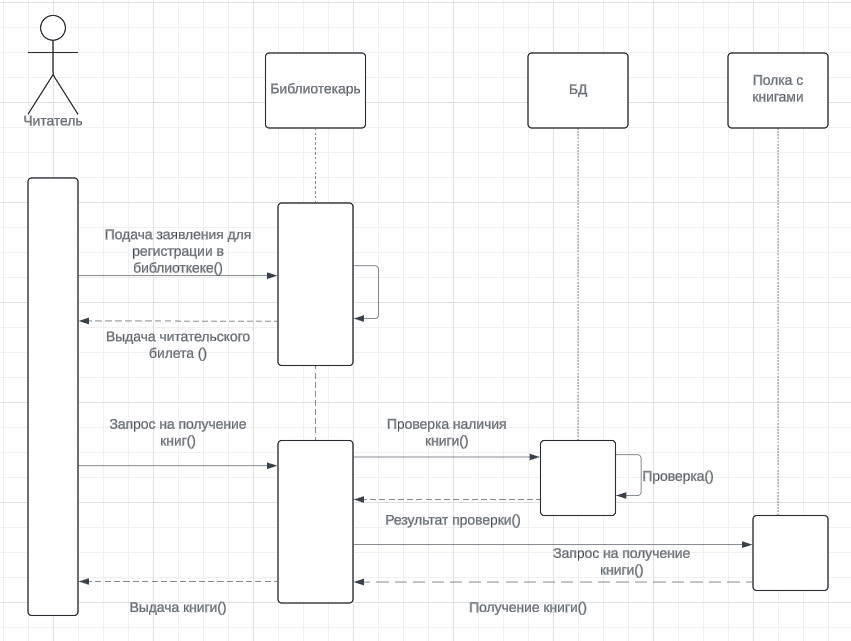 Читатель
Библиотекарь
БД
Полка с
книгами
Подача заявления для
регистрации в
библиоткеке()
Выдача читательского
билета ()
Запрос на получение
книг()
Проверка наличия
книги()
Проверка()
Результат проверки()
Запрос на получение
книги()
Выдача книги()
Получение книги()